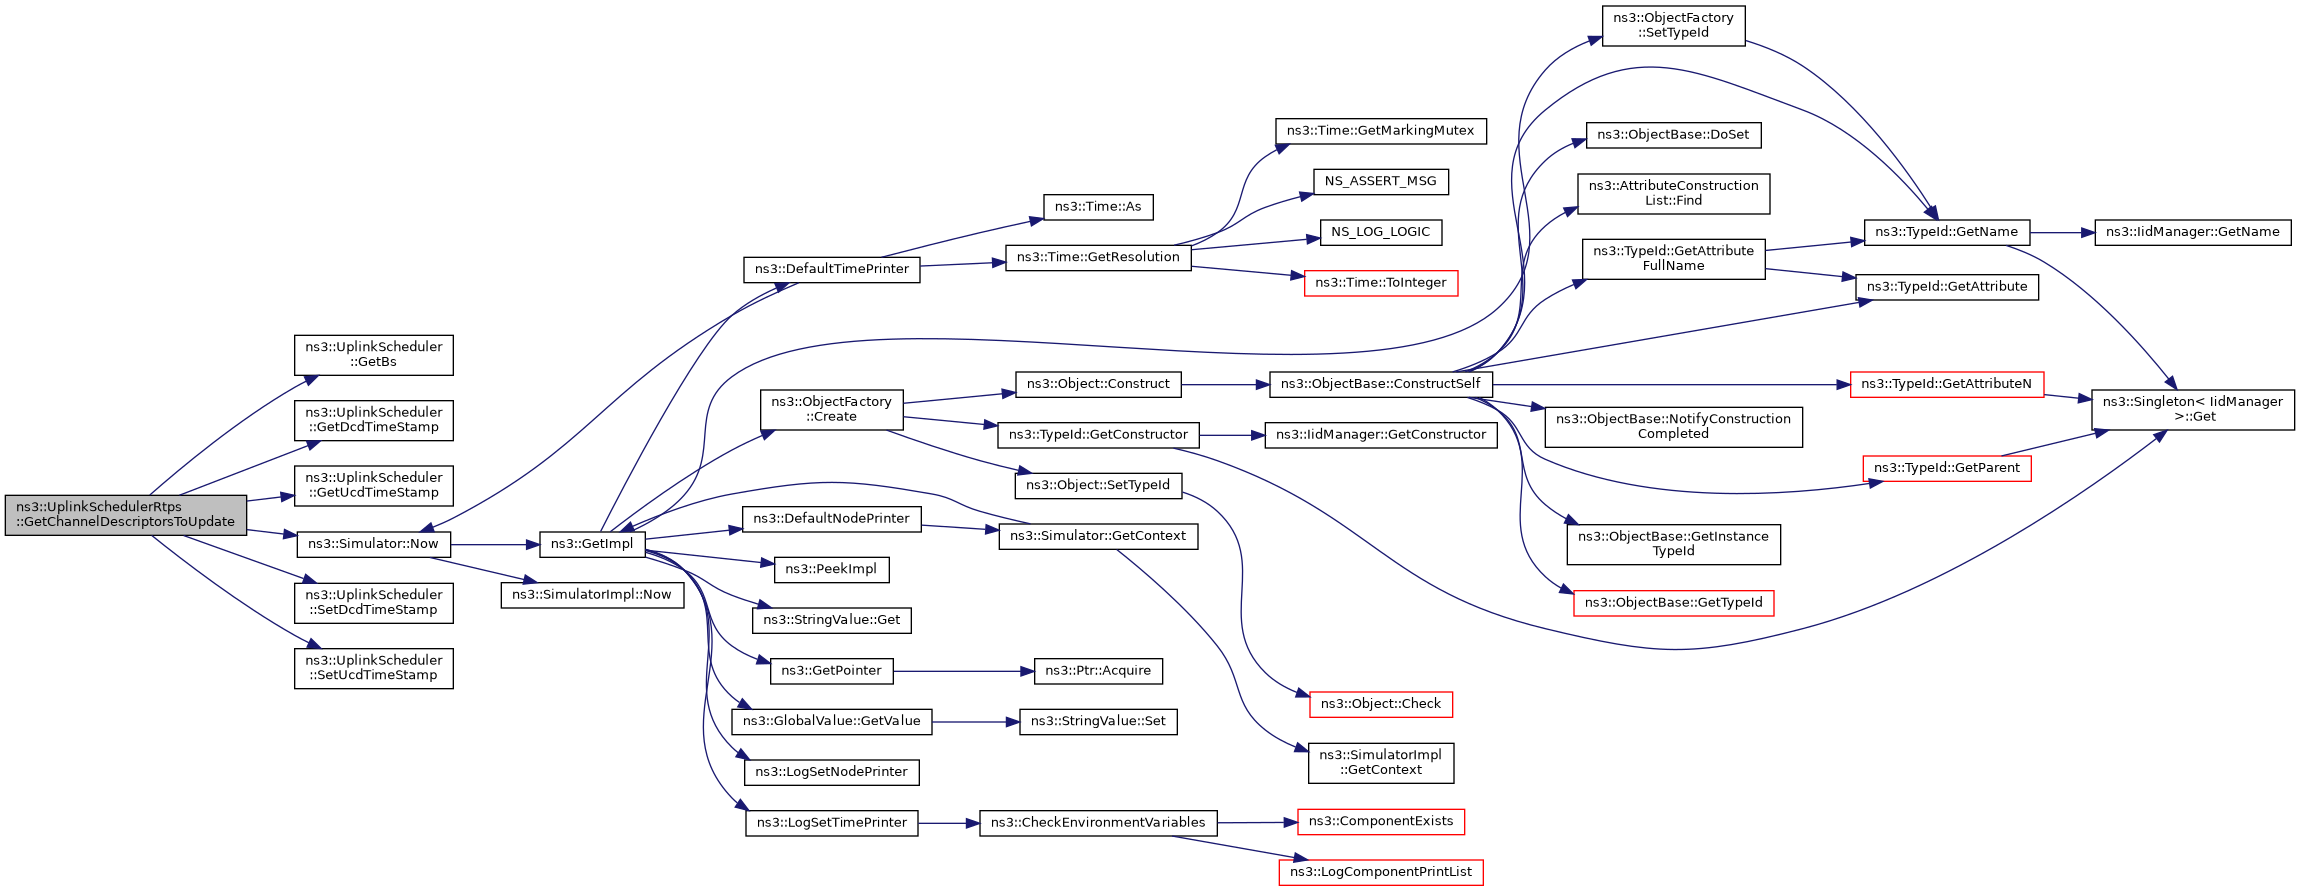 ns3::UplinkSchedulerRtps
::GetChannelDescriptorsToUpdate
ns3::UplinkScheduler
::GetBs
ns3::UplinkScheduler
::GetDcdTimeStamp
ns3::UplinkScheduler
::GetUcdTimeStamp
ns3::Simulator::Now
ns3::UplinkScheduler
::SetDcdTimeStamp
ns3::UplinkScheduler
::SetUcdTimeStamp
ns3::GetImpl
ns3::SimulatorImpl::Now
ns3::DefaultTimePrinter
ns3::ObjectFactory
::Create
ns3::DefaultNodePrinter
ns3::PeekImpl
ns3::StringValue::Get
ns3::GetPointer
ns3::GlobalValue::GetValue
ns3::LogSetNodePrinter
ns3::LogSetTimePrinter
ns3::Time::As
ns3::Time::GetResolution
ns3::Object::Construct
ns3::TypeId::GetConstructor
ns3::Object::SetTypeId
ns3::Simulator::GetContext
ns3::Ptr::Acquire
ns3::StringValue::Set
ns3::CheckEnvironmentVariables
ns3::Time::GetMarkingMutex
NS_ASSERT_MSG
NS_LOG_LOGIC
ns3::Time::ToInteger
ns3::ObjectBase::ConstructSelf
ns3::IidManager::GetConstructor
ns3::Object::Check
ns3::SimulatorImpl
::GetContext
ns3::ComponentExists
ns3::LogComponentPrintList
ns3::ObjectFactory
::SetTypeId
ns3::ObjectBase::DoSet
ns3::AttributeConstruction
List::Find
ns3::TypeId::GetAttribute
FullName
ns3::ObjectBase::NotifyConstruction
Completed
ns3::ObjectBase::GetInstance
TypeId
ns3::ObjectBase::GetTypeId
ns3::TypeId::GetName
ns3::TypeId::GetAttribute
ns3::TypeId::GetAttributeN
ns3::TypeId::GetParent
ns3::IidManager::GetName
ns3::Singleton< IidManager
>::Get